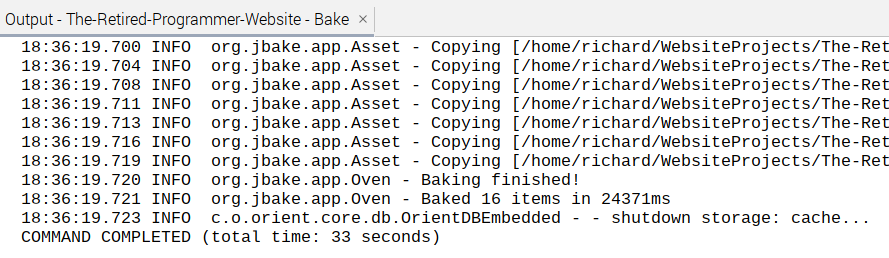 Output - The-Retired-Programmer-Website - Bake ×
18:36:19.700 INFO  org.jbake.app.Asset - Copying [/home/richard/WebsiteProjects/The-Ret
18:36:19.704 INFO  org.jbake.app.Asset - Copying [/home/richard/WebsiteProjects/The-Ret
18:36:19.708 INFO  org.jbake.app.Asset - Copying [/home/richard/WebsiteProjects/The-Ret
18:36:19.711 INFO  org.jbake.app.Asset - Copying [/home/richard/WebsiteProjects/The-Ret
18:36:19.713 INFO  org.jbake.app.Asset - Copying [/home/richard/WebsiteProjects/The-Ret
18:36:19.716 INFO  org.jbake.app.Asset - Copying [/home/richard/WebsiteProjects/The-Ret
18:36:19.719 INFO  org.jbake.app.Asset - Copying [/home/richard/WebsiteProjects/The-Ret
18:36:19.720 INFO  org.jbake.app.Oven - Baking finished!
18:36:19.721 INFO  org.jbake.app.Oven - Baked 16 items in 24371ms
18:36:19.723 INFO  c.o.orient.core.db.OrientDBEmbedded - - shutdown storage: cache...
COMMAND COMPLETED (total time: 33 seconds)